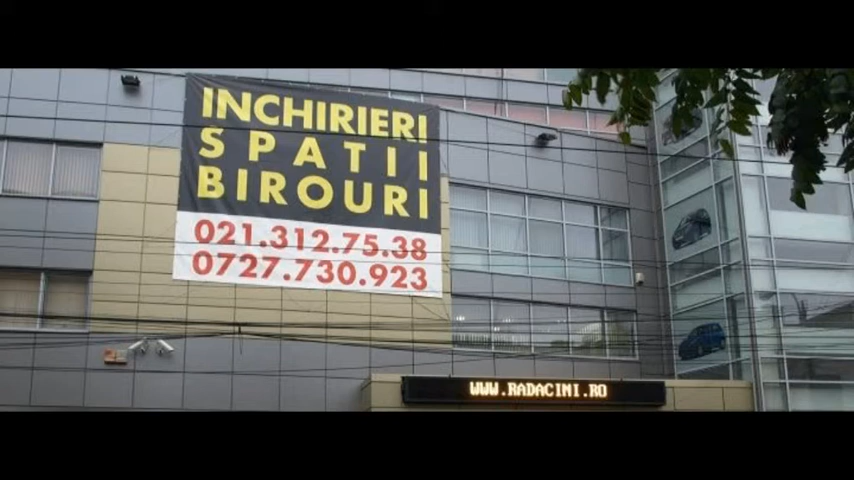 INCHIRIERI
SPATII
BIROURI
021.312.75.38
0727.730.923
WWW.RADACINI.RO